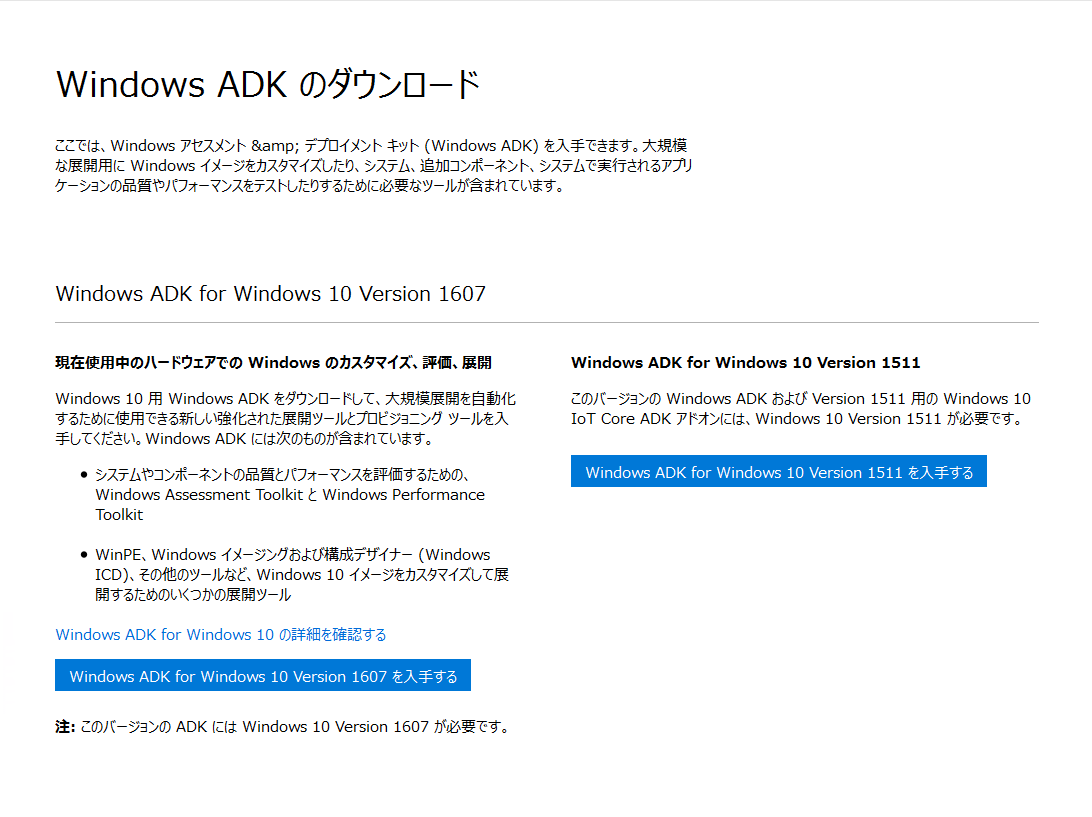 Windows ADK のダウンロード
ここでは、Windows アセスメント &amp; デプロイメント キット (Windows ADK) を入手できます。大規模
な展開用に Windows イメージをカスタマイズしたり、システム、追加コンポーネント、システムで実行されるアプリ
ケーションの品質やパフォーマンスをテストしたりするために必要なツールが含まれています。
Windows ADK for Windows 10 Version 1607
現在使用中のハードウェアでの Windows のカスタマイズ、評価、展開
Windows 10 用 Windows ADK をダウンロードして、大規模展開を自動化
するために使用できる新しい強化された展開ツールとプロビジョニング ツールを入
手してください。Windows ADK には次のものが含まれています。
● システムやコンポーネントの品質とパフォーマンスを評価するための、
Windows Assessment Toolkit と Windows Performance
Toolkit
● WinPE、Windows イメージングおよび構成デザイナー (Windows
ICD)、その他のツールなど、Windows 10 イメージをカスタマイズして展
開するためのいくつかの展開ツール
Windows ADK for Windows 10 の詳細を確認する
Windows ADK for Windows 10 Version 1607 を入手する
注: このバージョンの ADK には Windows 10 Version 1607 が必要です。
Windows ADK for Windows 10 Version 1511
このバージョンの Windows ADK および Version 1511 用の Windows 10
IoT Core ADK アドオンには、Windows 10 Version 1511 が必要です。
Windows ADK for Windows 10 Version 1511 を入手する